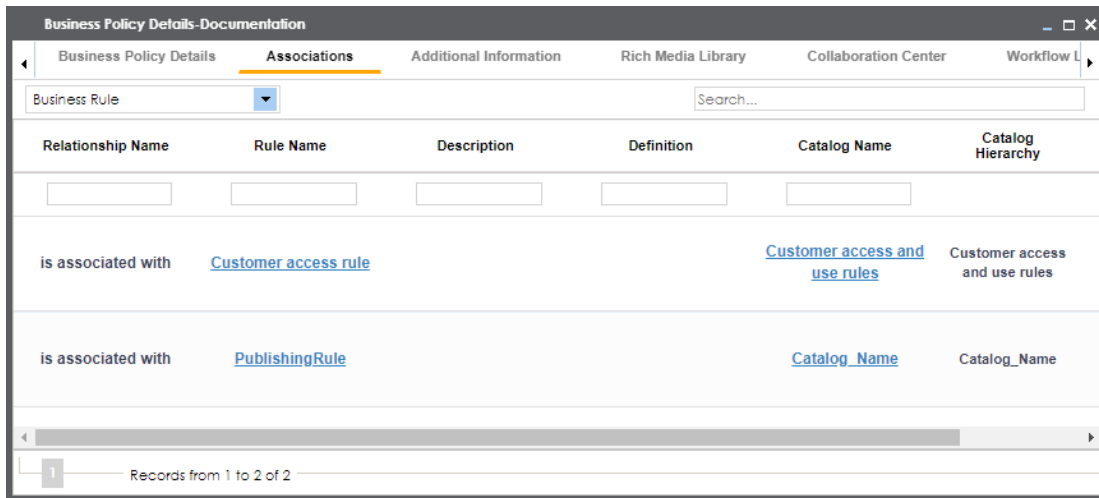 Business Policy Details-Documentation
Business Policy Details Associations Additional Information Rich Media Library Collaboration Center Workflow L
Business Rule Search...
Relationship Name Rule Name Description Definition Catalog Name Catalog
Hierarchy
is associated with Customer access rule Customer access and Customer access
use rules and use rules
is associated with PublishingRule Catalog_Name Catalog_Name
1 Records from 1 to 2 of 2